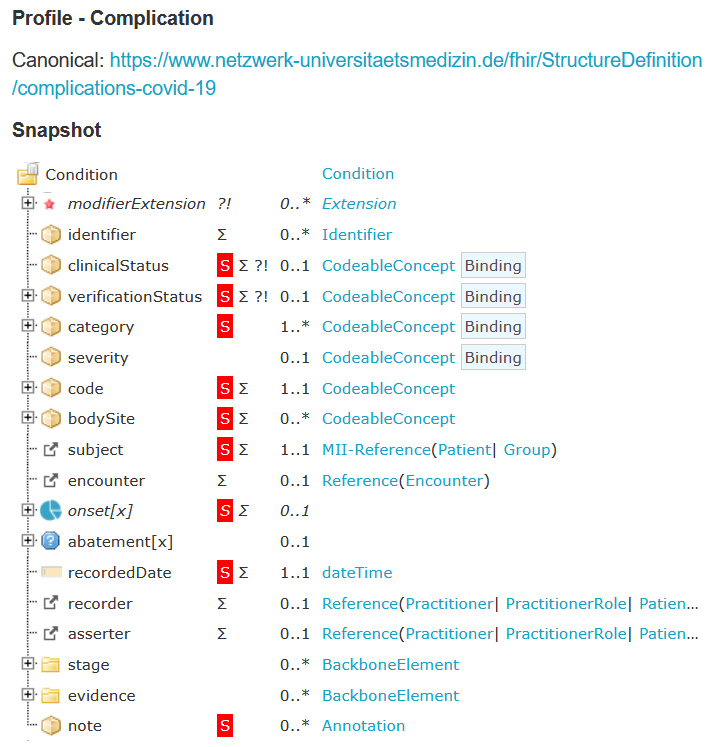 Profile - Complication
Canonical: https://www.netzwerk-universitaetsmedizin.de/fhir/StructureDefinition
/complications-covid-19
Snapshot
Condition Condition
modifierExtension ?! 0..* Extension
identifier Σ 0..* Identifier
clinicalStatus S Σ ?! 0..1 CodeableConcept Binding
verificationStatus S Σ ?! 0..1 CodeableConcept Binding
category S 1..* CodeableConcept Binding
severity 0..1 CodeableConcept Binding
code S Σ 1..1 CodeableConcept
bodySite S Σ 0..* CodeableConcept
subject S Σ 1..1 MII-Reference(Patient| Group)
encounter Σ 0..1 Reference(Encounter)
onset[x] S Σ 0..1
abatement[x] 0..1
recordedDate S Σ 1..1 dateTime
recorder Σ 0..1 Reference(Practitioner| PractitionerRole| Patien...
asserter Σ 0..1 Reference(Practitioner| PractitionerRole| Patien...
stage 0..* BackboneElement
evidence 0..* BackboneElement
note S 0..* Annotation